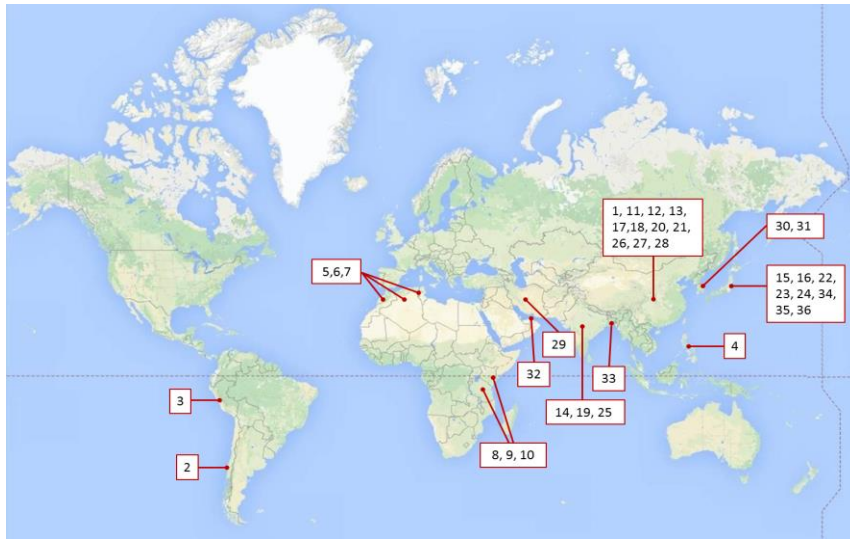 1, 11, 12, 13,
17,18, 20, 21,
26, 27, 28
30, 31
5,6,7
15, 16, 22,
23, 24, 34,
35, 36
29
4
32
33
3
14, 19, 25
8, 9, 10
2